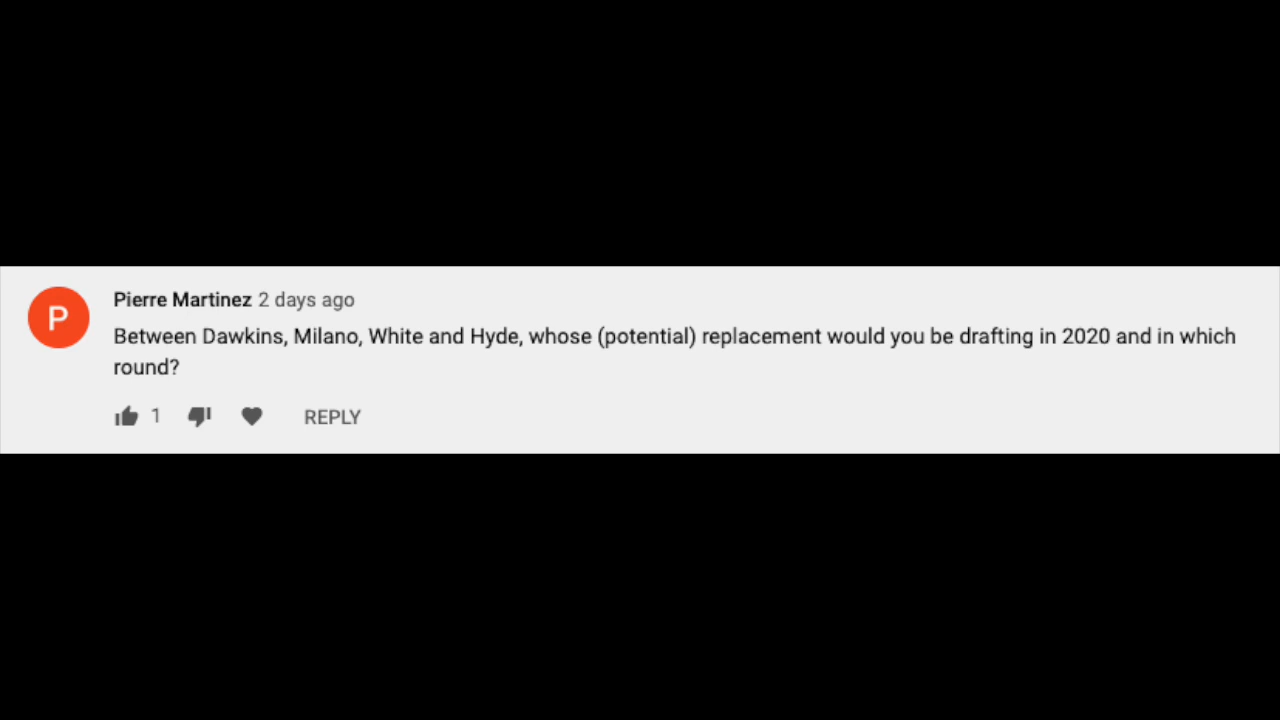 P
Pierre Martinez 2 days ago
Between Dawkins, Milano, White and Hyde, whose (potential) replacement would you be drafting in 2020 and in which
round?
1 REPLY